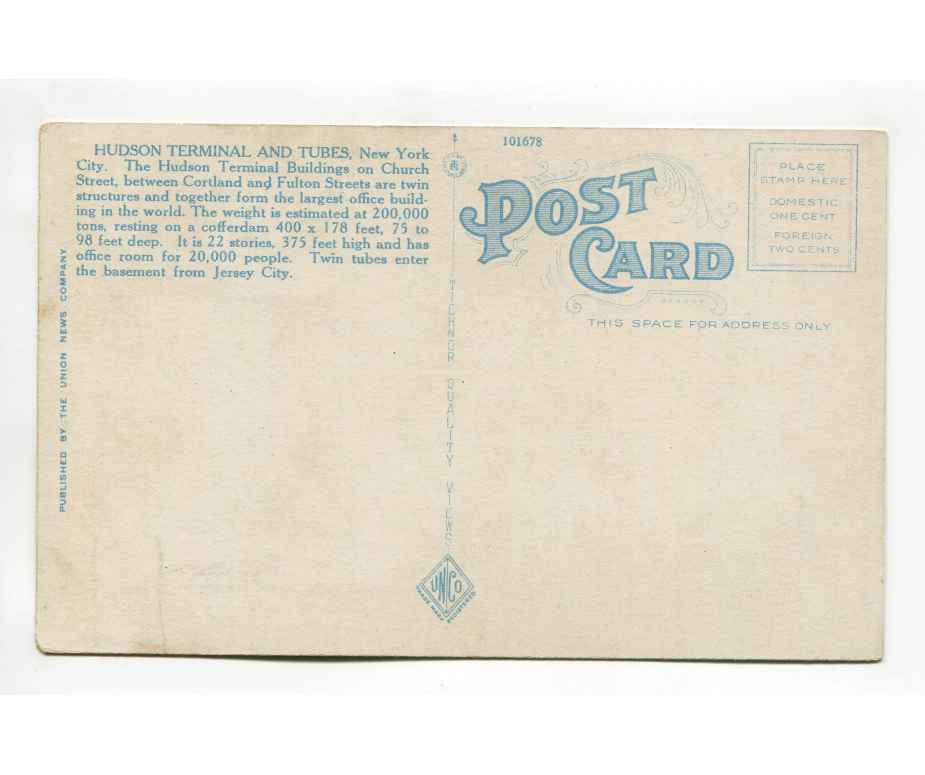 HUDSON TERMINAL AND TUBES, New York
City. The Hudson Terminal Buildings on Church
Street, between Cortland and Fulton Streets are twin
structures and together form the largest office build-
ing in the world. The weight is estimated at 200,000
tons, resting on a cofferdam 400 x 178 feet, 75 to
98 feet deep. It is 22 stories, 375 feet high and has
office room for 20,000 people. Twin tubes enter
the basement from Jersey City.
PUBLISHED BY THE UNION NEWS COMPANY
TICHNOR QUALITY VIEWS
UNCO
TRADE MARK REGISTERED
101678
POST
CARD
THIS SPACE FOR ADDRESS ONLY
PLACE
STAMP HERE
DOMESTIC
ONE CENT
FOREIGN
TWO CENTS